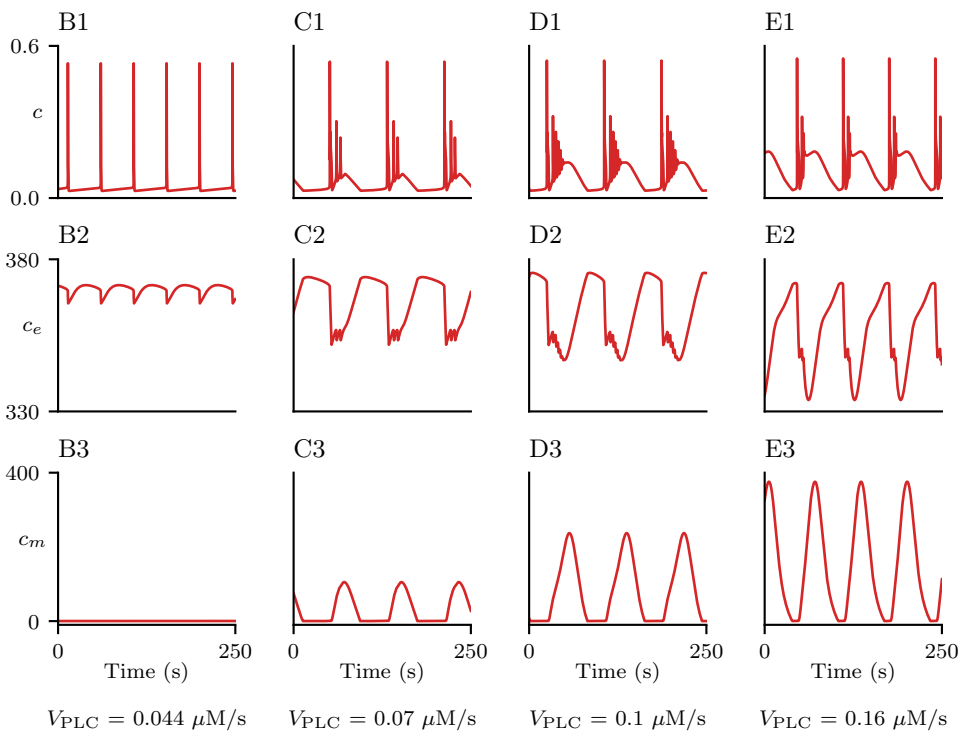 B1 C1 D1 E1
0.6
c
0.0
B2 C2 D2 E2
380
c_e
330
B3 C3 D3 E3
400
c_m
0
0 250 0 250 0 250 0 250
Time (s) Time (s) Time (s) Time (s)
V_PLC = 0.044 μM/s V_PLC = 0.07 μM/s V_PLC = 0.1 μM/s V_PLC = 0.16 μM/s